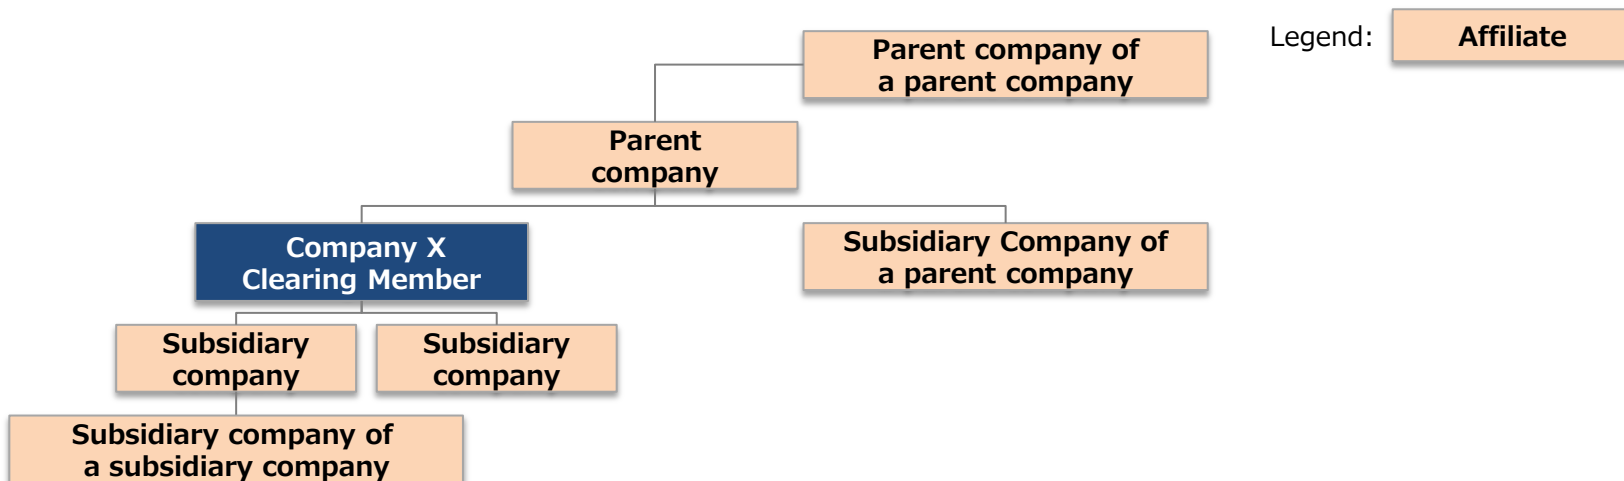 Parent company of
a parent company
Legend:
Affiliate
Parent
company
Company X
Clearing Member
Subsidiary Company of
a parent company
Subsidiary
company
Subsidiary
company
Subsidiary company of
a subsidiary company